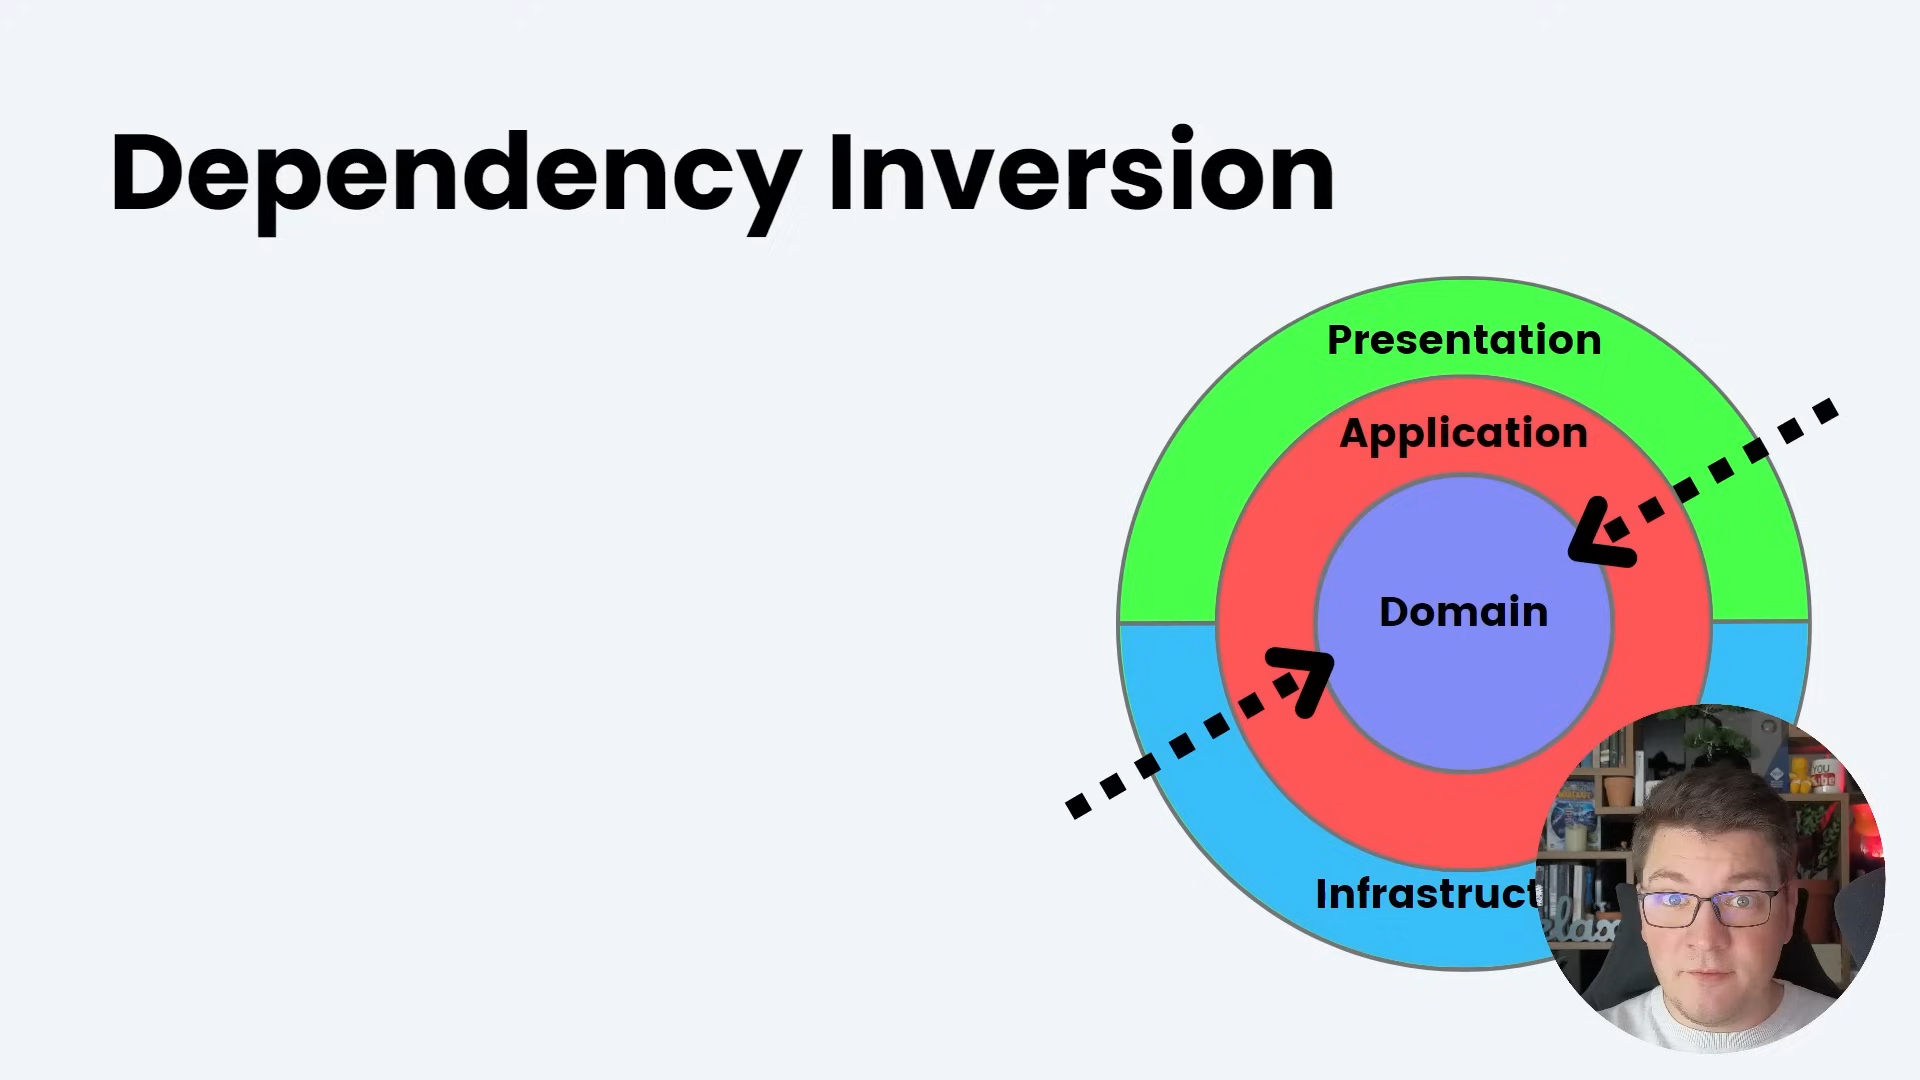 Dependency Inversion
Presentation
Application
Domain
Infrastruct